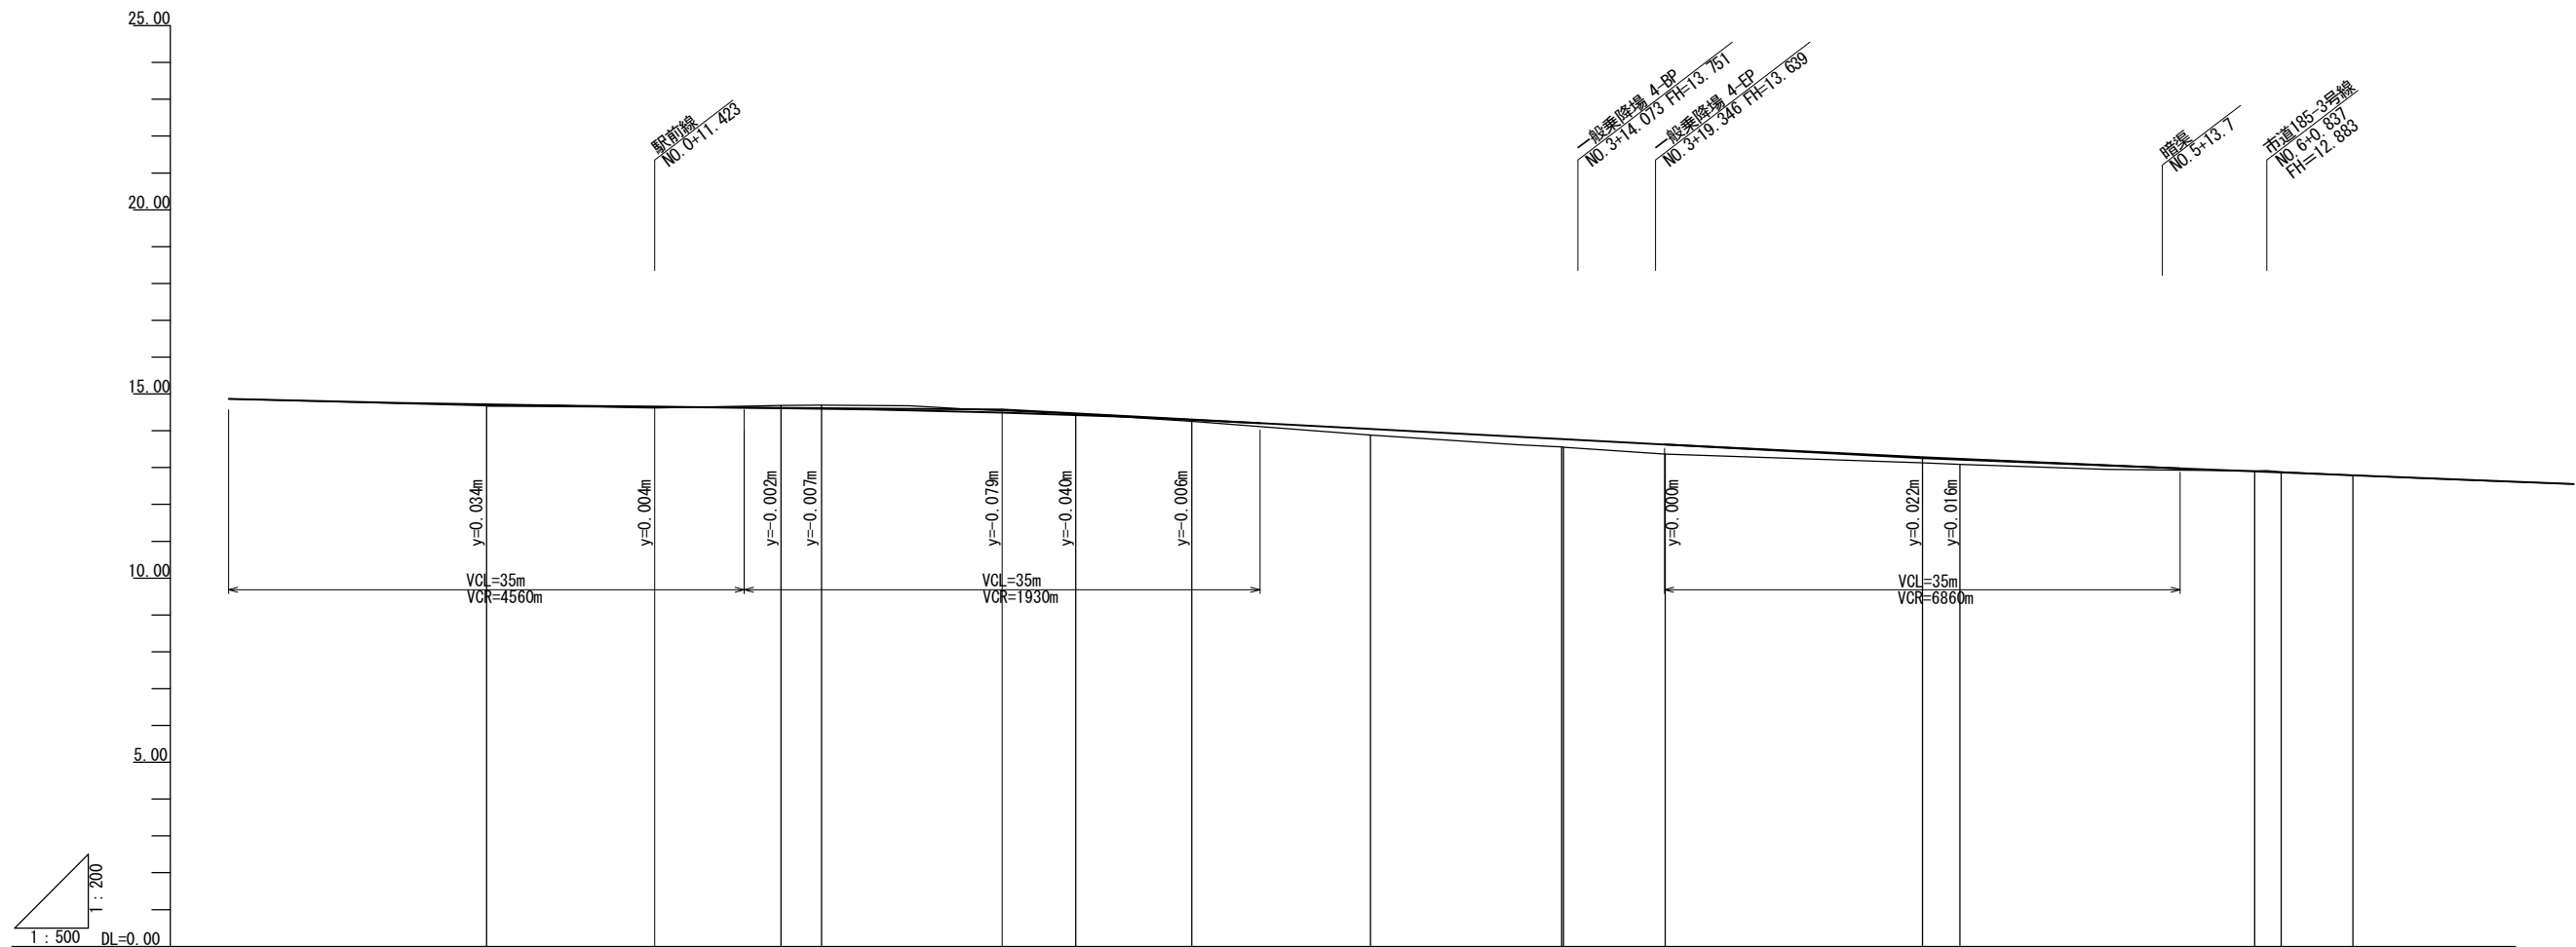 25.00
20.00
15.00
10.00
5.00
DL=0.00
1 : 200
1 : 500
駅前線
NO.0+11.423
一般乗降場 4-BP
NO.3+14.073 FH=13.751
一般乗降場 4-EP
NO.3+19.346 FH=13.639
暗渠
NO.5+13.7
市道185-3号線
NO.6+0.837
FH=12.883
y=0.034m
y=0.004m
y=-0.002m
y=-0.007m
y=-0.079m
y=-0.040m
y=-0.006m
y=0.000m
y=0.022m
y=0.016m
VCL=35m
VCR=4560m
VCL=35m
VCR=1930m
VCL=35m
VCR=6860m